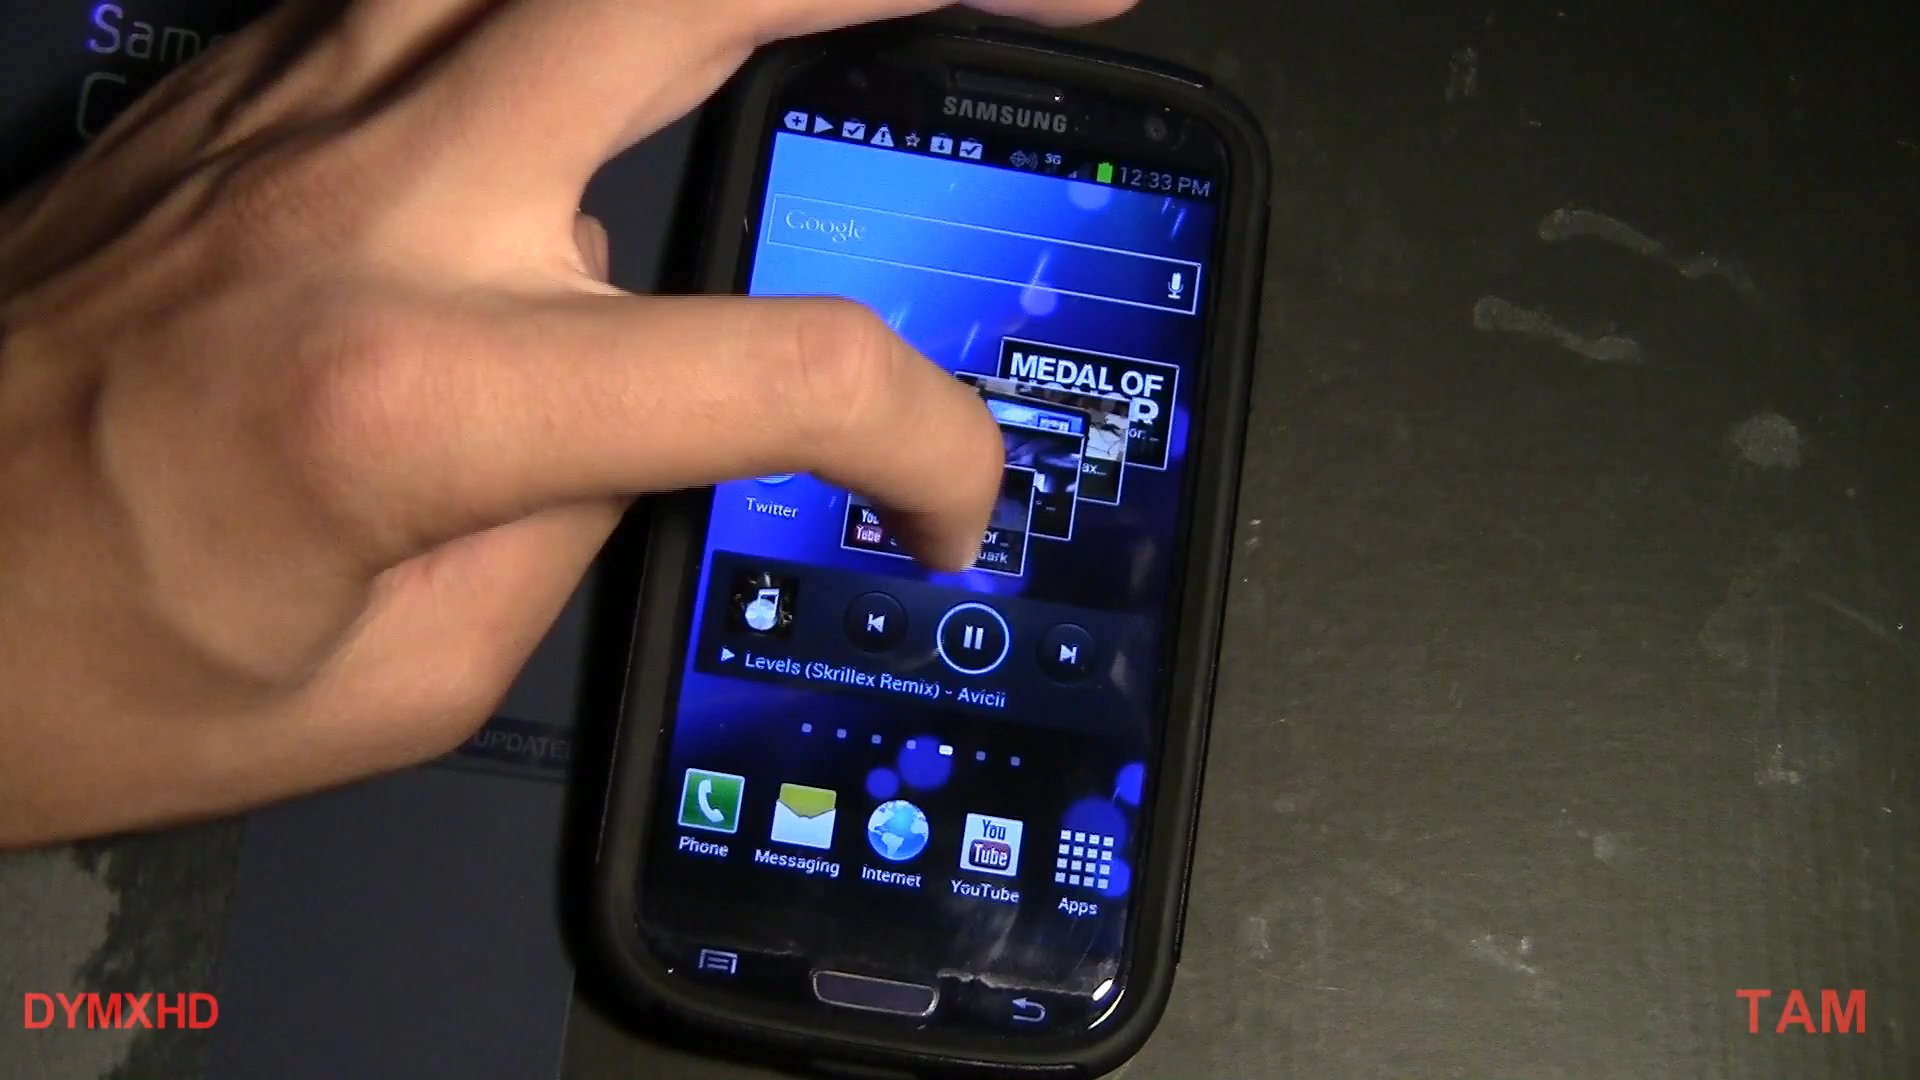 Sam
SAMSUNG
3G
12:33 PM
Google
MEDAL OF
Twitter
You
Tube
Levels (Skrillex Remix) - Avicii
UPDATE
Phone
Messaging
Internet
You
Tube
YouTube
Apps
DYMXHD
TAM